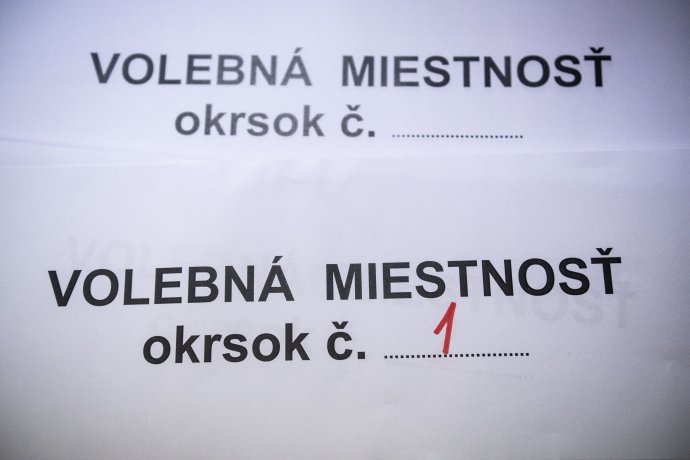 VOLEBNÁ MIESTNOSŤ
okrsok č. ....................
VOLEBNÁ MIESTNOSŤ
okrsok č. .........1...........